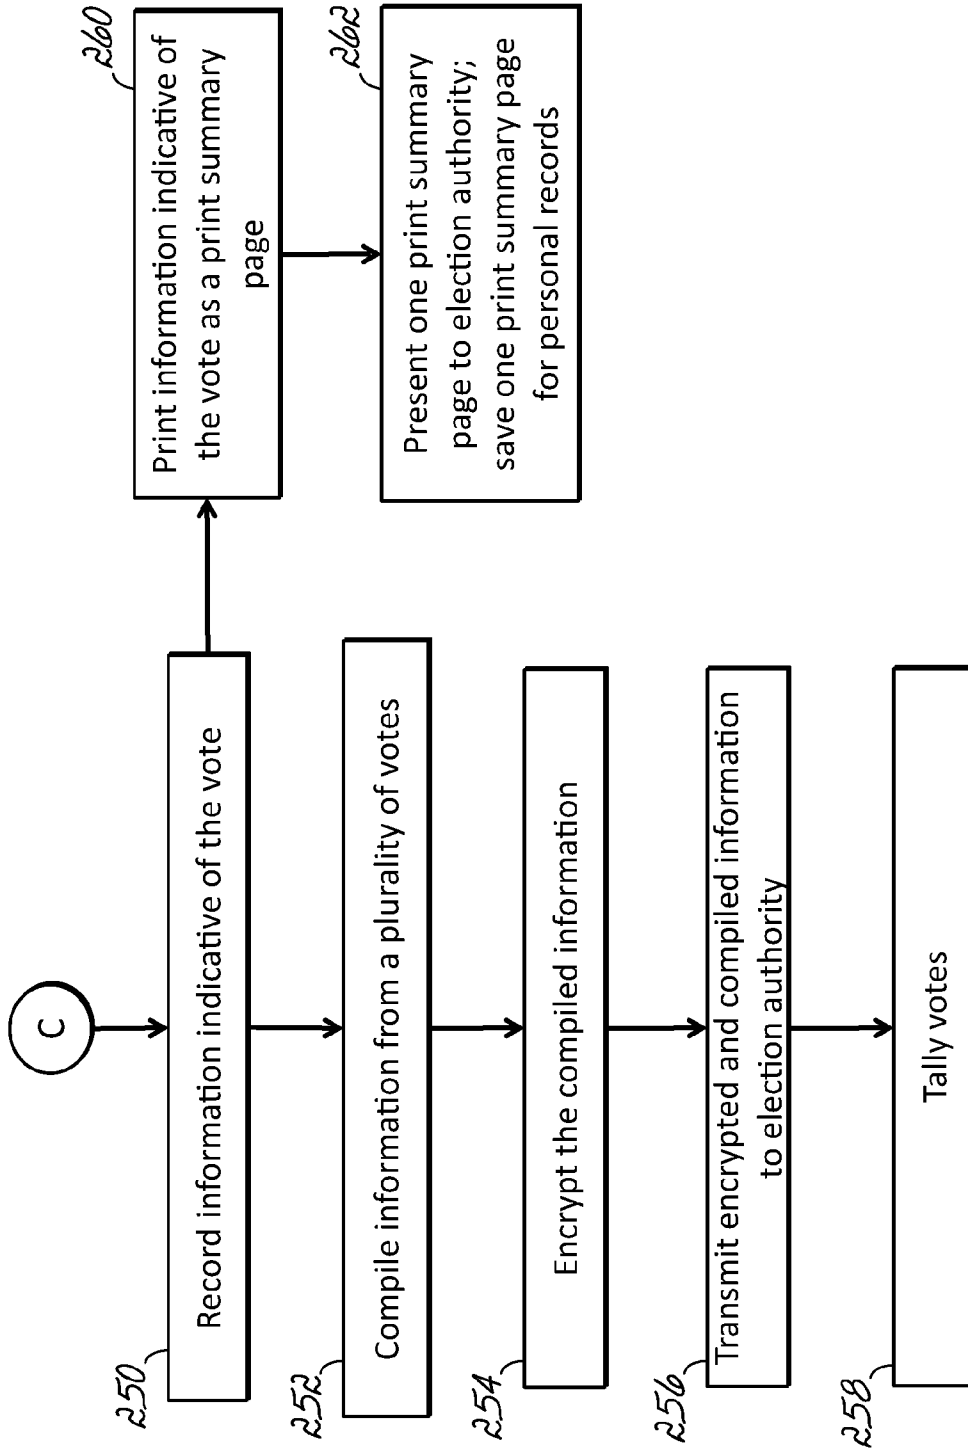 C
250
Record information indicative of the vote
252
Compile information from a plurality of votes
254
Encrypt the compiled information
256
Transmit encrypted and compiled information
to election authority
258
Tally votes
260
Print information indicative of
the vote as a print summary
page
262
Present one print summary
page to election authority;
save one print summary page
for personal records